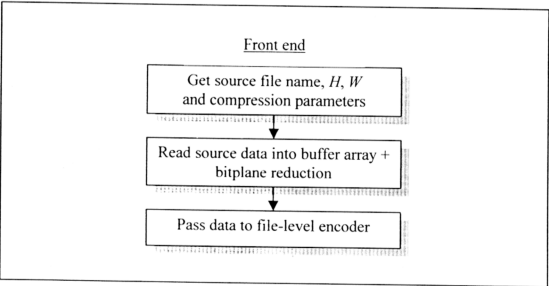 Front end
Get source file name, H, W
and compression parameters
Read source data into buffer array +
bitplane reduction
Pass data to file-level encoder